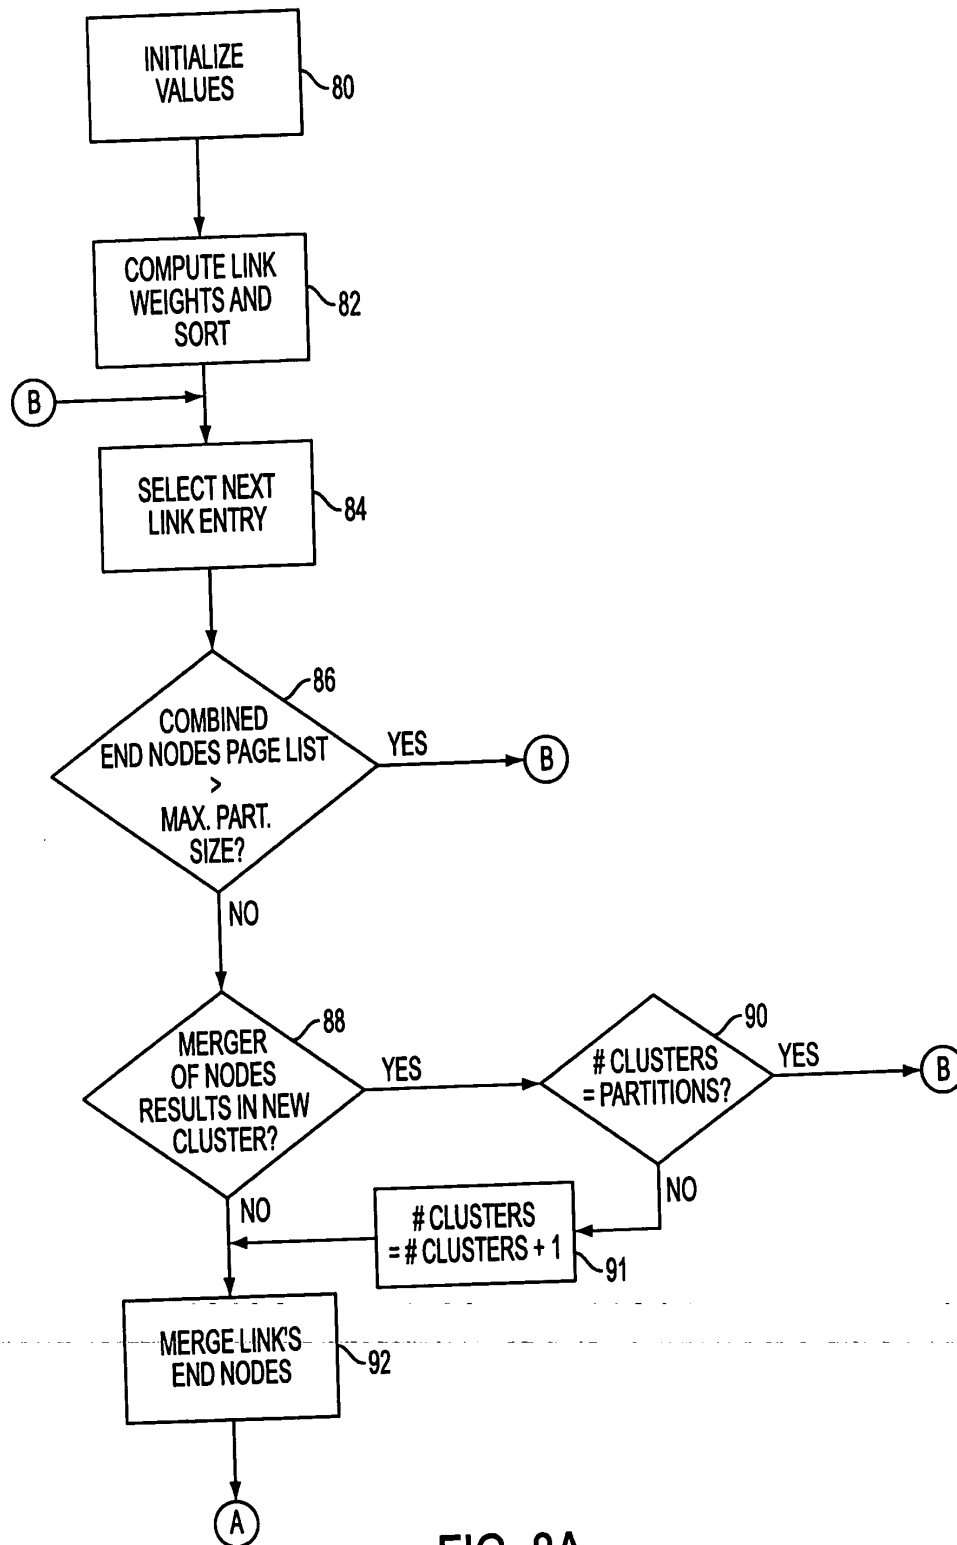 INITIALIZE
VALUES
80
COMPUTE LINK
WEIGHTS AND
SORT
82
B
SELECT NEXT
LINK ENTRY
84
86
COMBINED
END NODES PAGE LIST
>
MAX. PART.
SIZE?
YES
B
NO
88
MERGER
OF NODES
RESULTS IN NEW
CLUSTER?
YES
90
# CLUSTERS
= PARTITIONS?
YES
B
NO
NO
# CLUSTERS
= # CLUSTERS + 1
91
MERGE LINK'S
END NODES
92
A
FIG. 8A